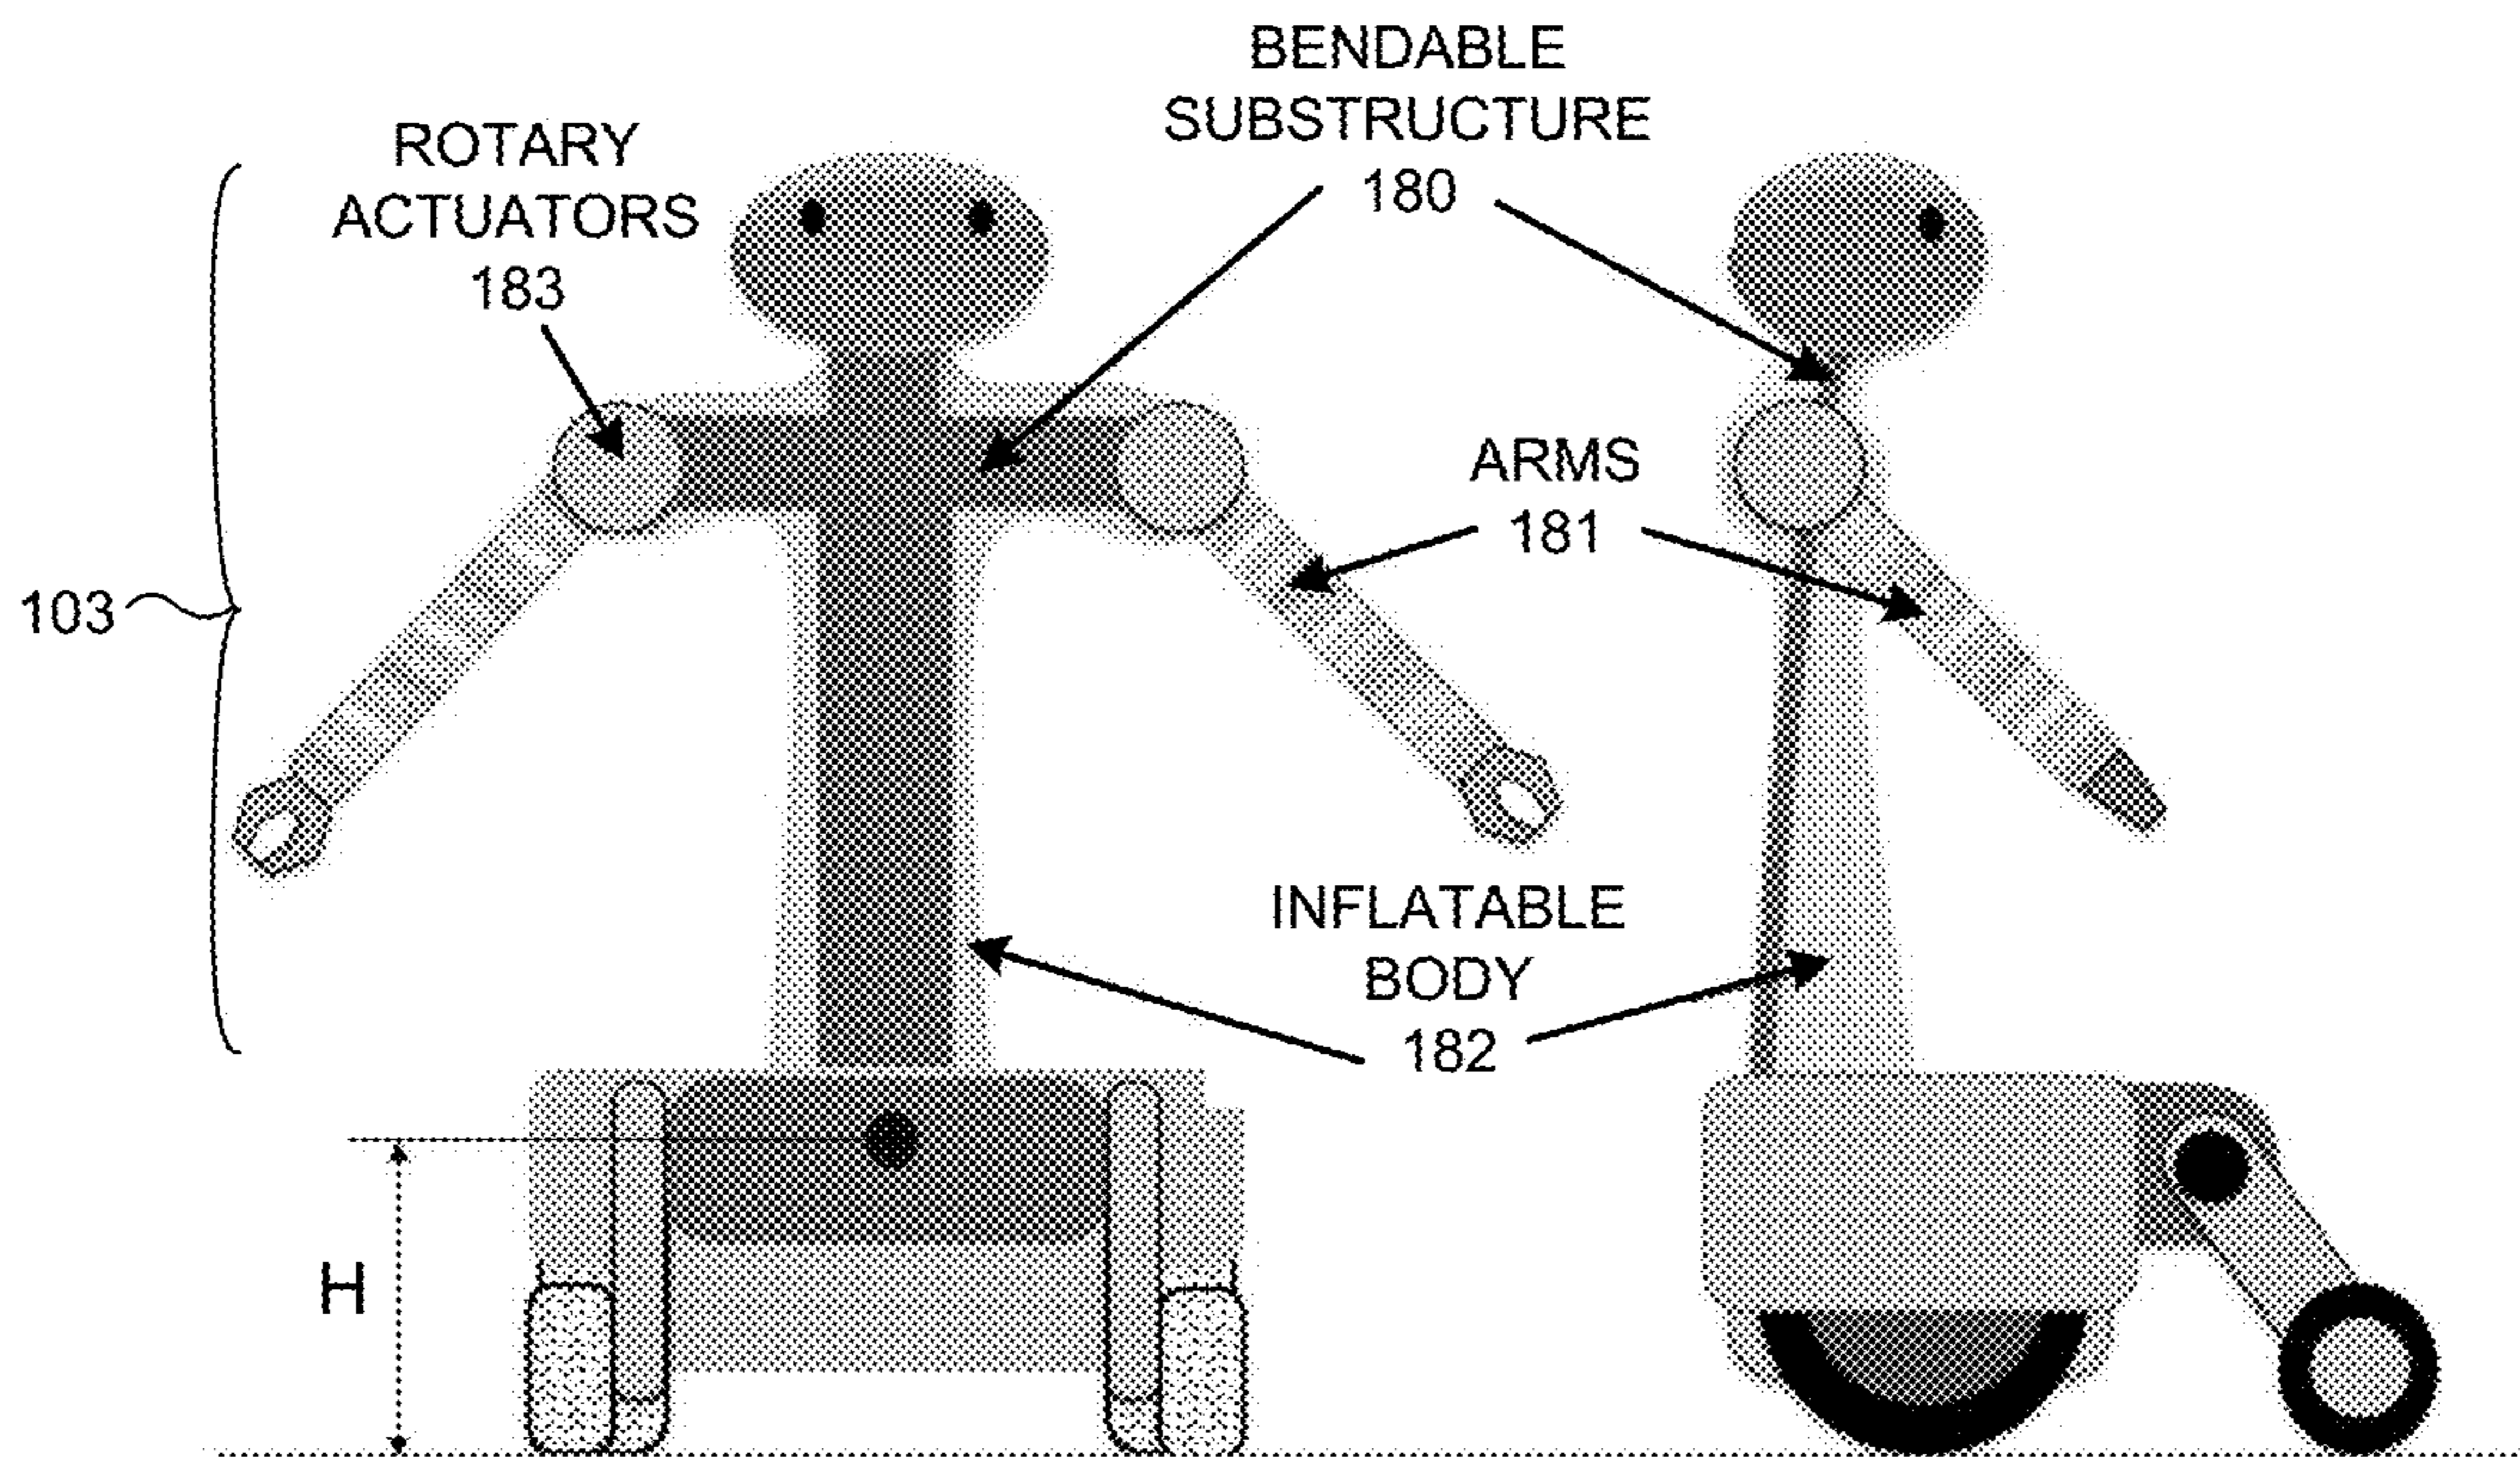 BENDABLE
SUBSTRUCTURE
180
ROTARY
ACTUATORS
183
ARMS
181
103
INFLATABLE
BODY
182
H